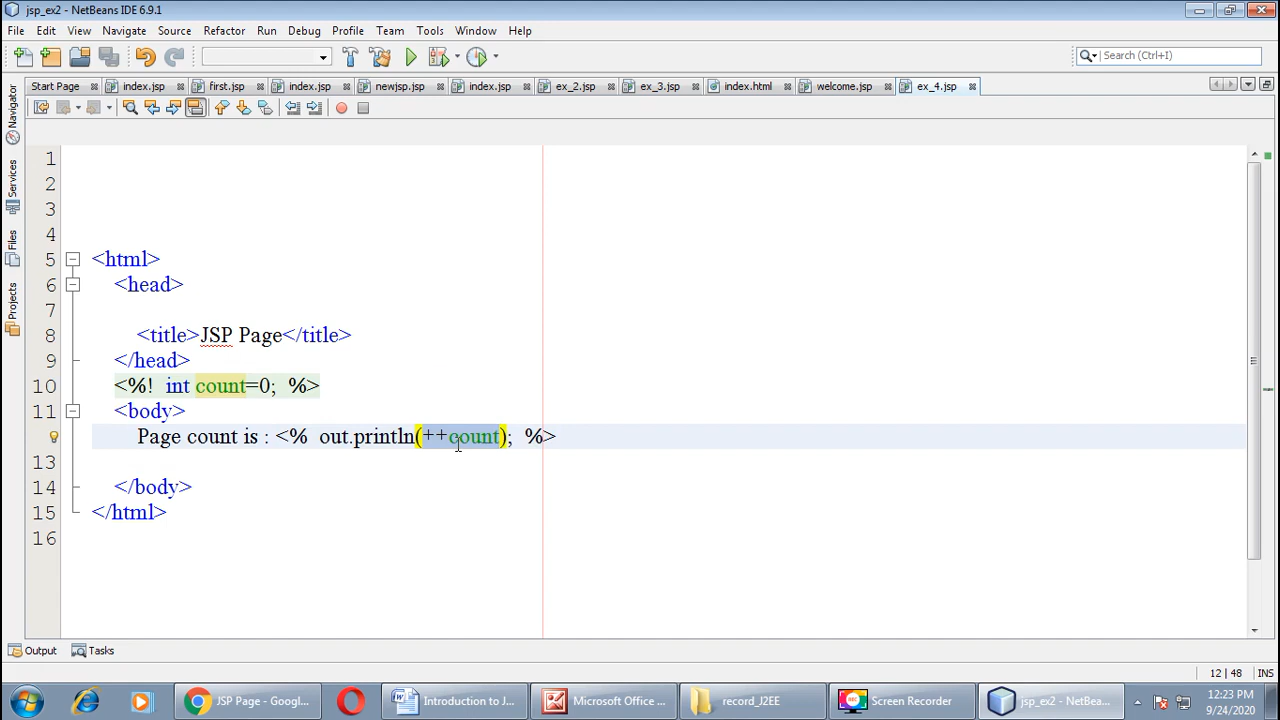 jsp_ex2 - NetBeans IDE 6.9.1
File Edit View Navigate Source Refactor Run Debug Profile Team Tools Window Help
Search (Ctrl+I)
Start Page index.jsp first.jsp index.jsp newjsp.jsp index.jsp ex_2.jsp ex_3.jsp index.html welcome.jsp ex_4.jsp
Navigator
Services
Files
Projects
1
2
3
4
5 <html>
6 <head>
7
8 <title>JSP Page</title>
9 </head>
10 <%! int count=0; %>
11 <body>
Page count is : <% out.println(++count); %>
13
14 </body>
15 </html>
16
Output Tasks
12 | 48 INS
JSP Page - Googl... Introduction to J... Microsoft Office ... record_J2EE Screen Recorder jsp_ex2 - NetBea...
12:23 PM
9/24/2020